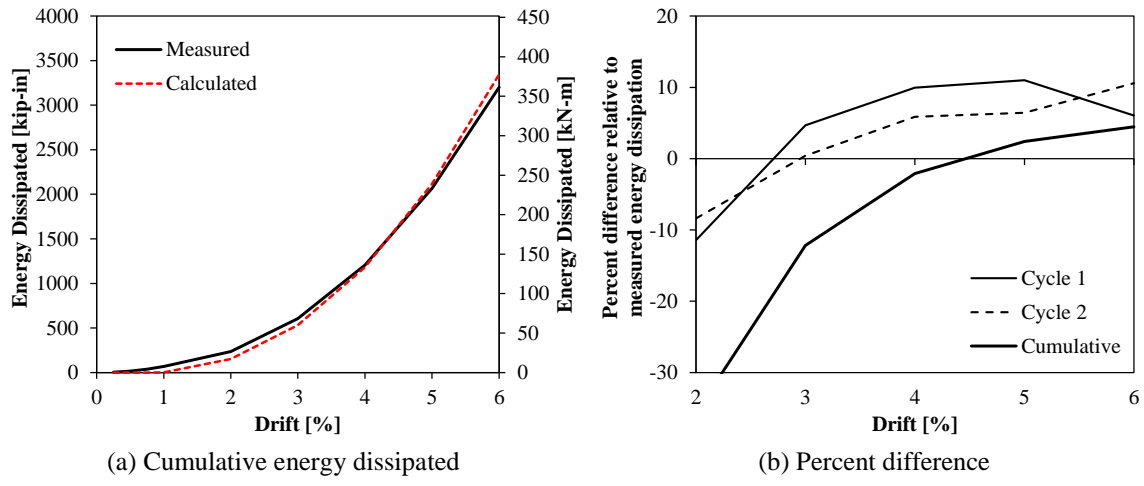 4000
3500
3000
2500
2000
1500
1000
500
0
Energy Dissipated [kip-in]
Measured
Calculated
450
400
350
300
250
200
150
100
50
0
Energy Dissipated [kN-m]
0 1 2 3 4 5 6
Drift [%]
(a) Cumulative energy dissipated
20
10
0
-10
-20
-30
Percent difference relative to
measured energy dissipation
Cycle 1
Cycle 2
Cumulative
2 3 4 5 6
Drift [%]
(b) Percent difference